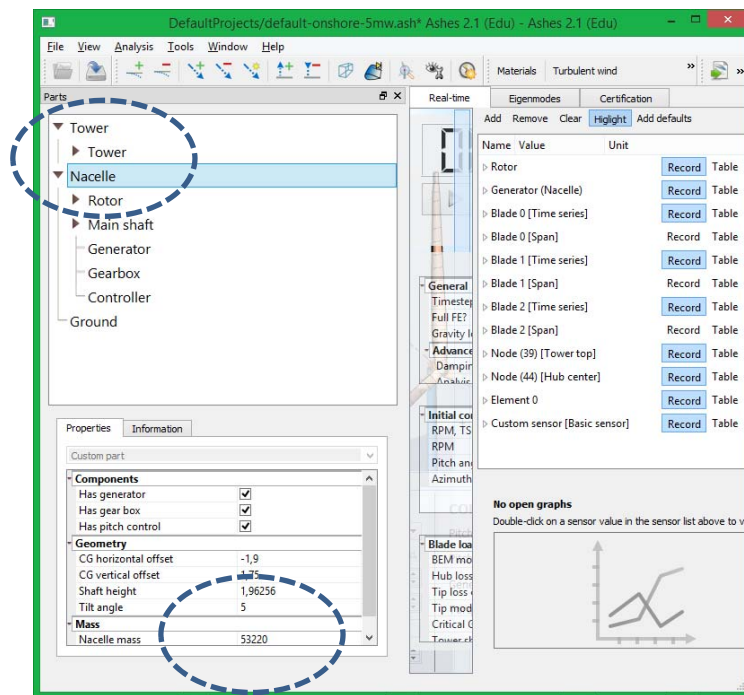 DefaultProjects/default-onshore-5mw.ash* Ashes 2.1 (Edu) - Ashes 2.1 (Edu)
File View Analysis Tools Window Help
Materials Turbulent wind » »
Parts
Tower
Tower
Nacelle
Rotor
Main shaft
Generator
Gearbox
Controller
Ground
Properties Information
Custom part
Components
Has generator
Has gear box
Has pitch control
Geometry
CG horizontal offset -1,9
CG vertical offset 1,75
Shaft height 1,96256
Tilt angle 5
Mass
Nacelle mass 53220
Real-time Eigenmodes Certification
Add Remove Clear Higlight Add defaults
Name Value Unit
Rotor Record Table
Generator (Nacelle) Record Table
Blade 0 [Time series] Record Table
Blade 0 [Span] Record Table
Blade 1 [Time series] Record Table
Blade 1 [Span] Record Table
Blade 2 [Time series] Record Table
Blade 2 [Span] Record Table
Node (39) [Tower top] Record Table
Node (44) [Hub center] Record Table
Element 0 Record Table
Custom sensor [Basic sensor] Record Table
General
Timestep
Full FE?
Gravity
Advance
Damping
Analysis
Initial co
RPM, TS
RPM
Pitch an
Azimuth
Blade loa
BEM mo
Hub loss
Tip loss
Tip mod
Critical
Tower sh
No open graphs
Double-click on a sensor value in the sensor list above to v